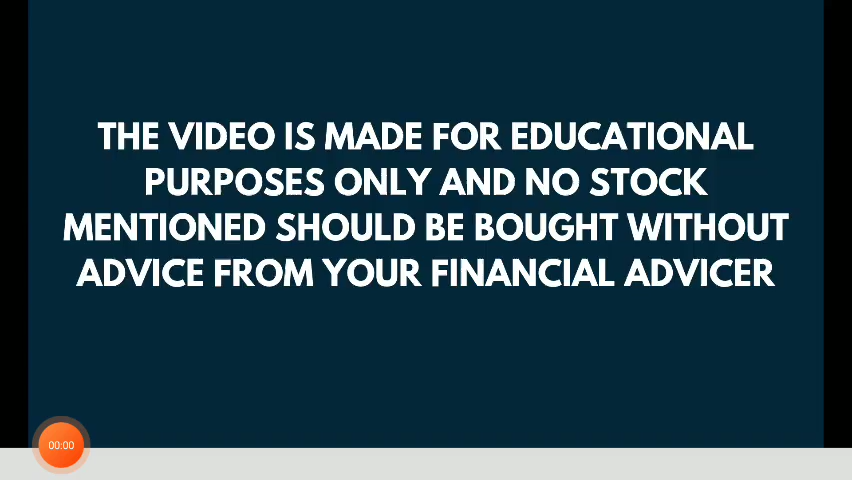 THE VIDEO IS MADE FOR EDUCATIONAL
PURPOSES ONLY AND NO STOCK
MENTIONED SHOULD BE BOUGHT WITHOUT
ADVICE FROM YOUR FINANCIAL ADVICER
00:00